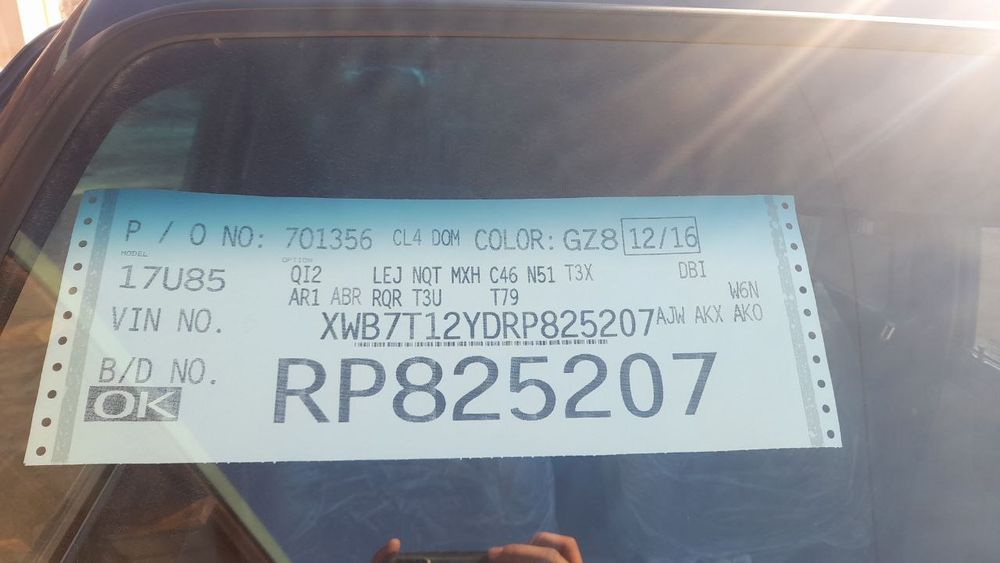 P / O NO: 701356 CL4 DOM COLOR: GZ8 12/16
MODEL OPTION
17U85 QI2 LEJ NQT MXH C46 N51 T3X DBI
AR1 ABR RQR T3U T79 W6N
VIN NO. XWB7T12YDRP825207 AJW AKX AKO
B/D NO. RP825207
OK